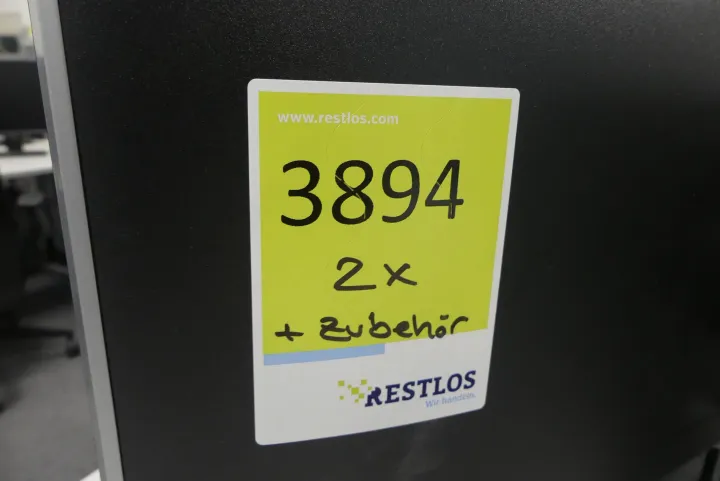 www.restlos.com
3894
2x
+ Zubehör
RESTLOS
Wir handeln.